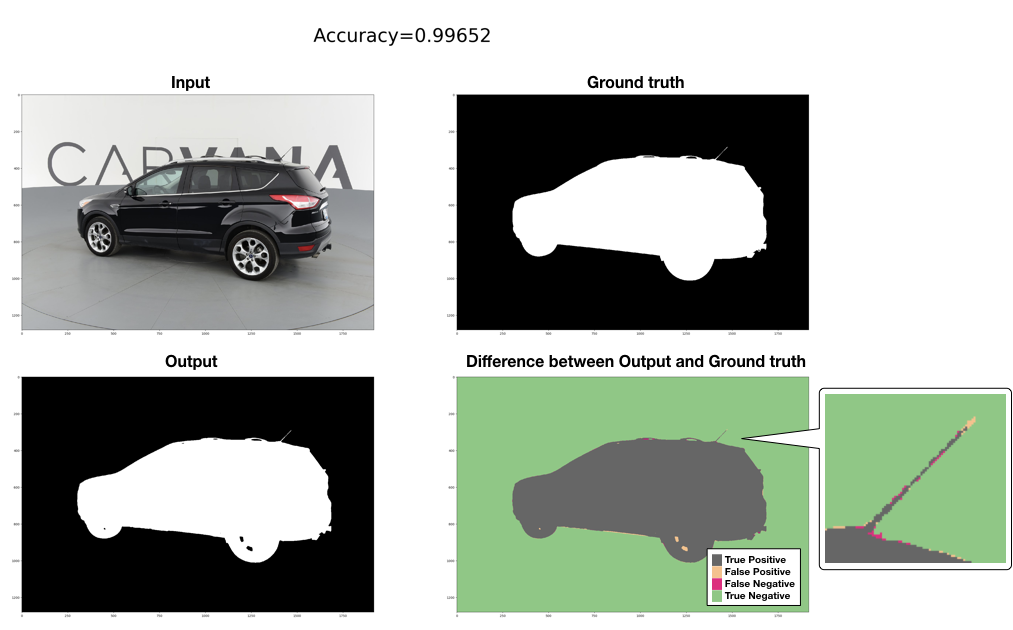 Accuracy=0.99652
Input
Ground truth
CARVANA
Output
Difference between Output and Ground truth
True Positive
False Positive
False Negative
True Negative